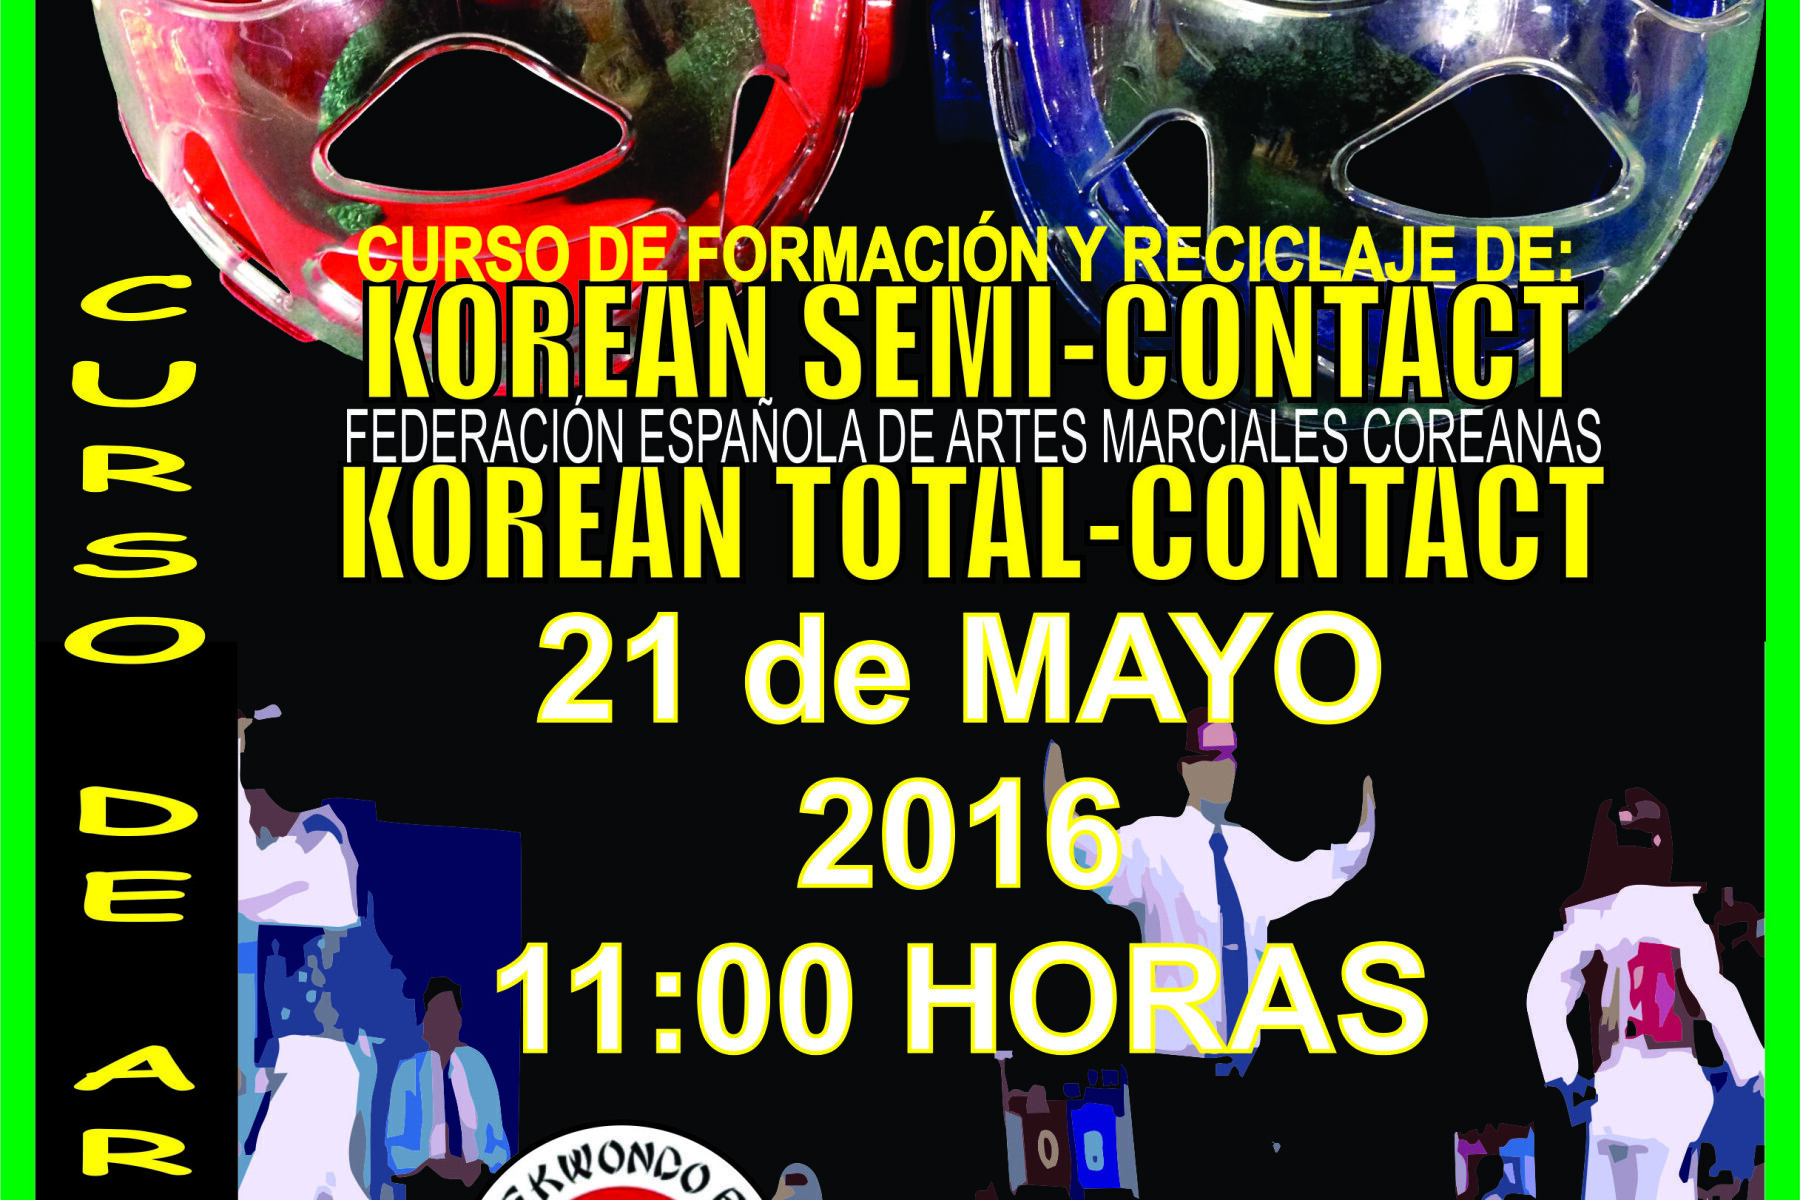 CURSO DE FORMACIÓN Y RECICLAJE DE:
KOREAN SEMI-CONTACT
FEDERACIÓN ESPAÑOLA DE ARTES MARCIALES COREANAS
KOREAN TOTAL-CONTACT
21 de MAYO
2016
11:00 HORAS
CURSO DE AR
KWONDO